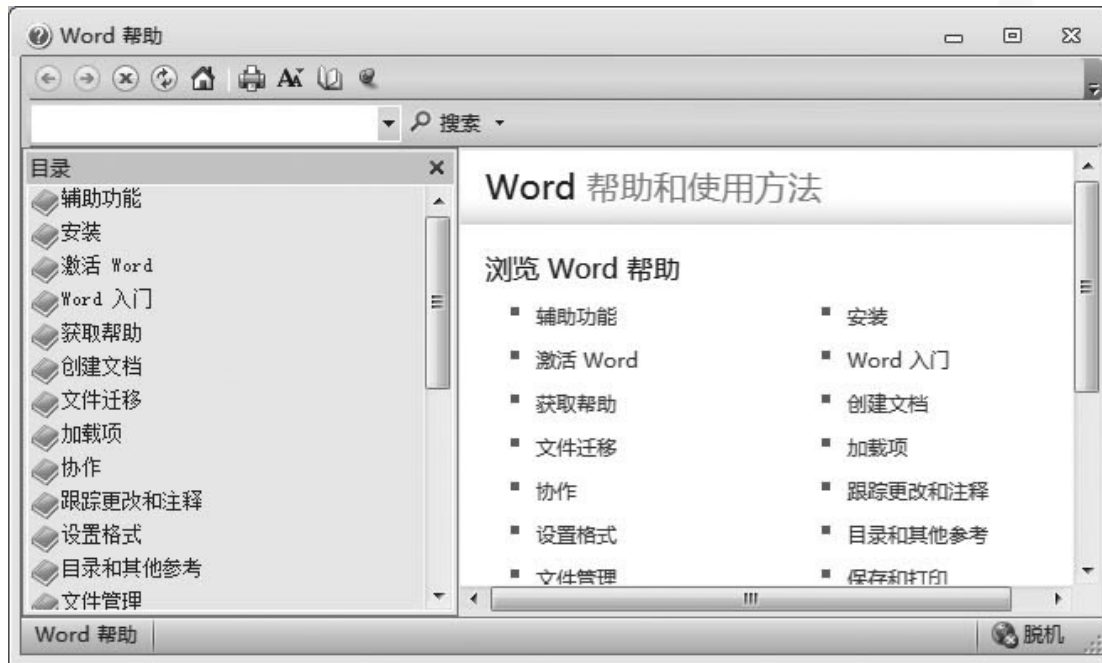 Word 帮助
搜索
目录
辅助功能
安装
激活 Word
Word 入门
获取帮助
创建文档
文件迁移
加载项
协作
跟踪更改和注释
设置格式
目录和其他参考
文件管理
Word 帮助和使用方法
浏览 Word 帮助
辅助功能 安装
激活 Word Word 入门
获取帮助 创建文档
文件迁移 加载项
协作 跟踪更改和注释
设置格式 目录和其他参考
文件管理 保存和打印
Word 帮助 脱机